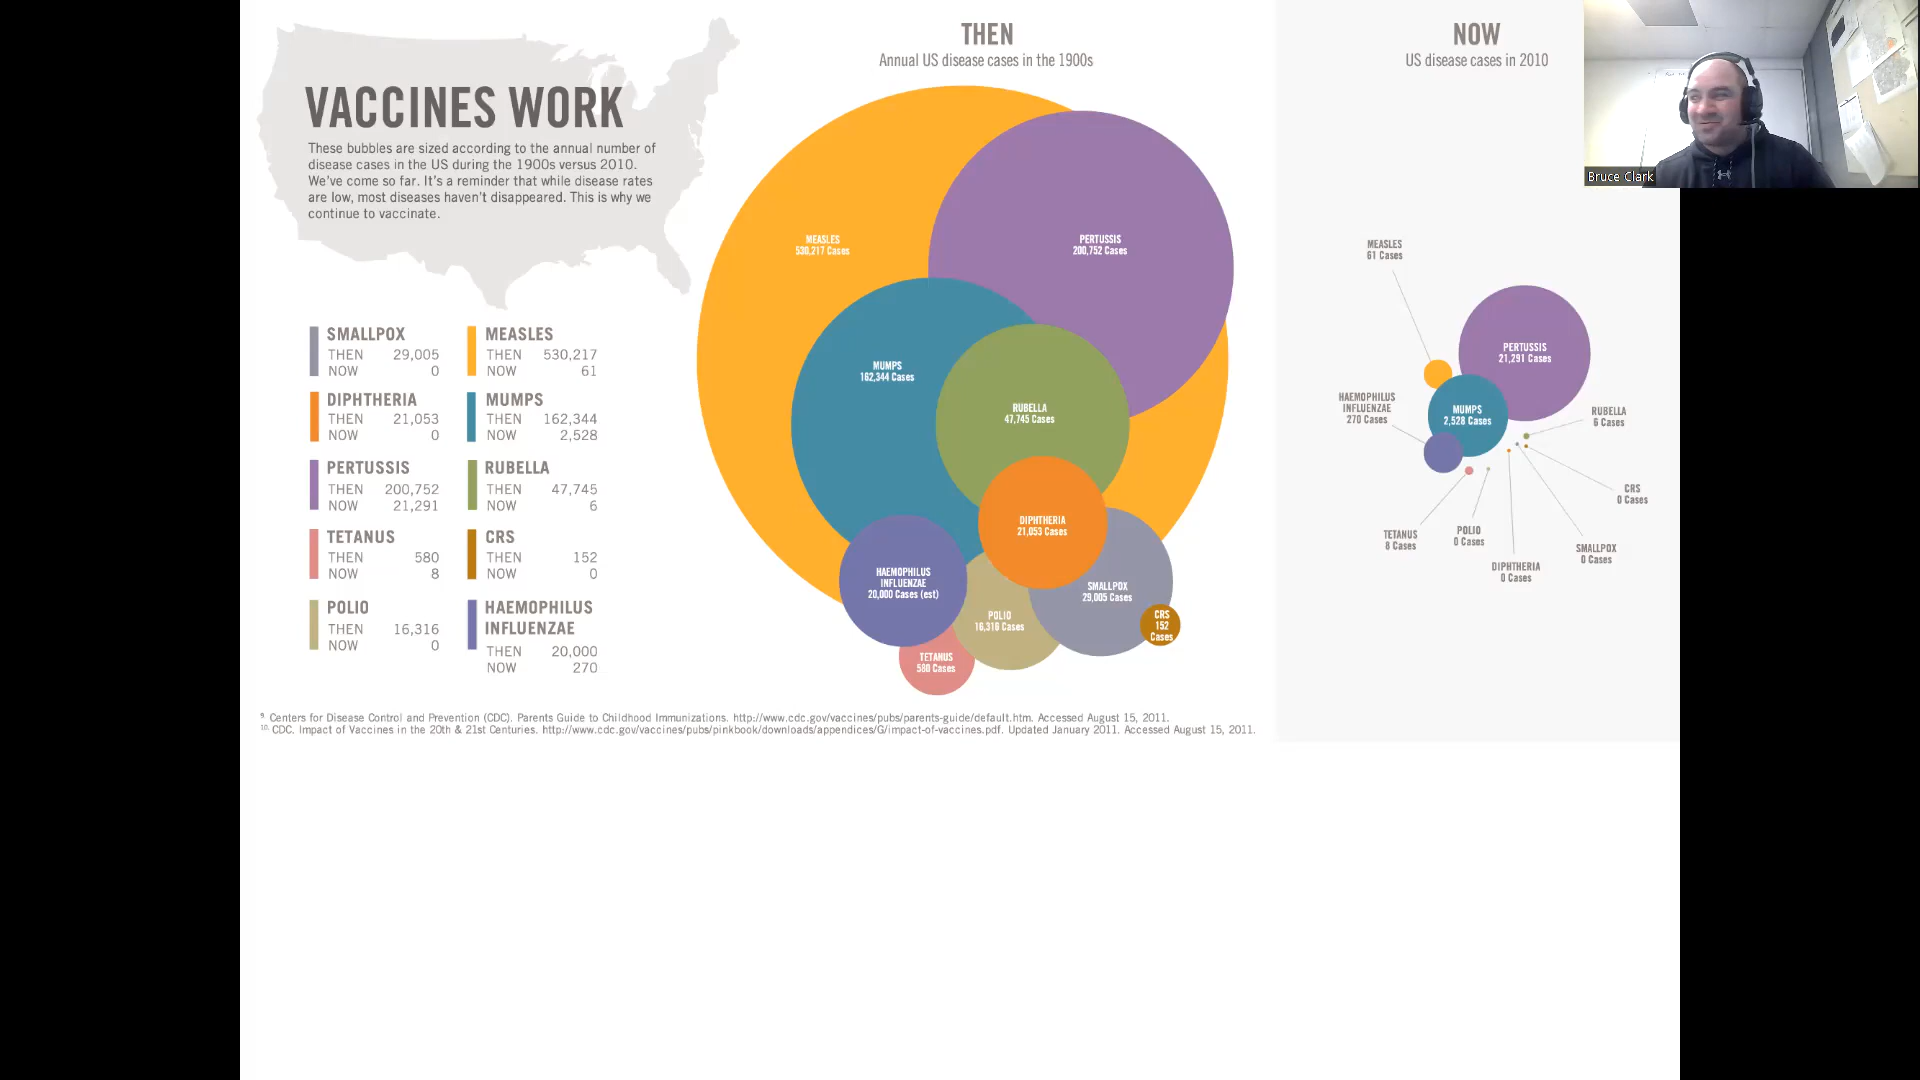 VACCINES WORK
These bubbles are sized according to the annual number of
disease cases in the US during the 1900s versus 2010.
We've come so far. It's a reminder that while disease rates
are low, most diseases haven't disappeared. This is why we
continue to vaccinate.
SMALLPOX
THEN 29,005
NOW 0
MEASLES
THEN 530,217
NOW 61
DIPHTHERIA
THEN 21,053
NOW 0
MUMPS
THEN 162,344
NOW 2,528
PERTUSSIS
THEN 200,752
NOW 21,291
RUBELLA
THEN 47,745
NOW 6
TETANUS
THEN 580
NOW 8
CRS
THEN 152
NOW 0
POLIO
THEN 16,316
NOW 0
HAEMOPHILUS
INFLUENZAE
THEN 20,000
NOW 270
THEN
Annual US disease cases in the 1900s
MEASLES
530,217 Cases
PERTUSSIS
200,752 Cases
MUMPS
162,344 Cases
RUBELLA
47,745 Cases
DIPHTHERIA
21,053 Cases
HAEMOPHILUS
INFLUENZAE
20,000 Cases (est)
SMALLPOX
29,005 Cases
POLIO
16,316 Cases
CRS
152
Cases
TETANUS
580 Cases
NOW
US disease cases in 2010
MEASLES
61 Cases
PERTUSSIS
21,291 Cases
HAEMOPHILUS
INFLUENZAE
270 Cases
MUMPS
2,528 Cases
RUBELLA
6 Cases
CRS
0 Cases
TETANUS
8 Cases
POLIO
0 Cases
SMALLPOX
0 Cases
DIPHTHERIA
0 Cases
9. Centers for Disease Control and Prevention (CDC). Parents Guide to Childhood Immunizations. http://www.cdc.gov/vaccines/pubs/parents-guide/default.htm. Accessed August 15, 2011.
10. CDC. Impact of Vaccines in the 20th & 21st Centuries. http://www.cdc.gov/vaccines/pubs/pinkbook/downloads/appendices/G/impact-of-vaccines.pdf. Updated January 2011. Accessed August 15, 2011.
Bruce Clark